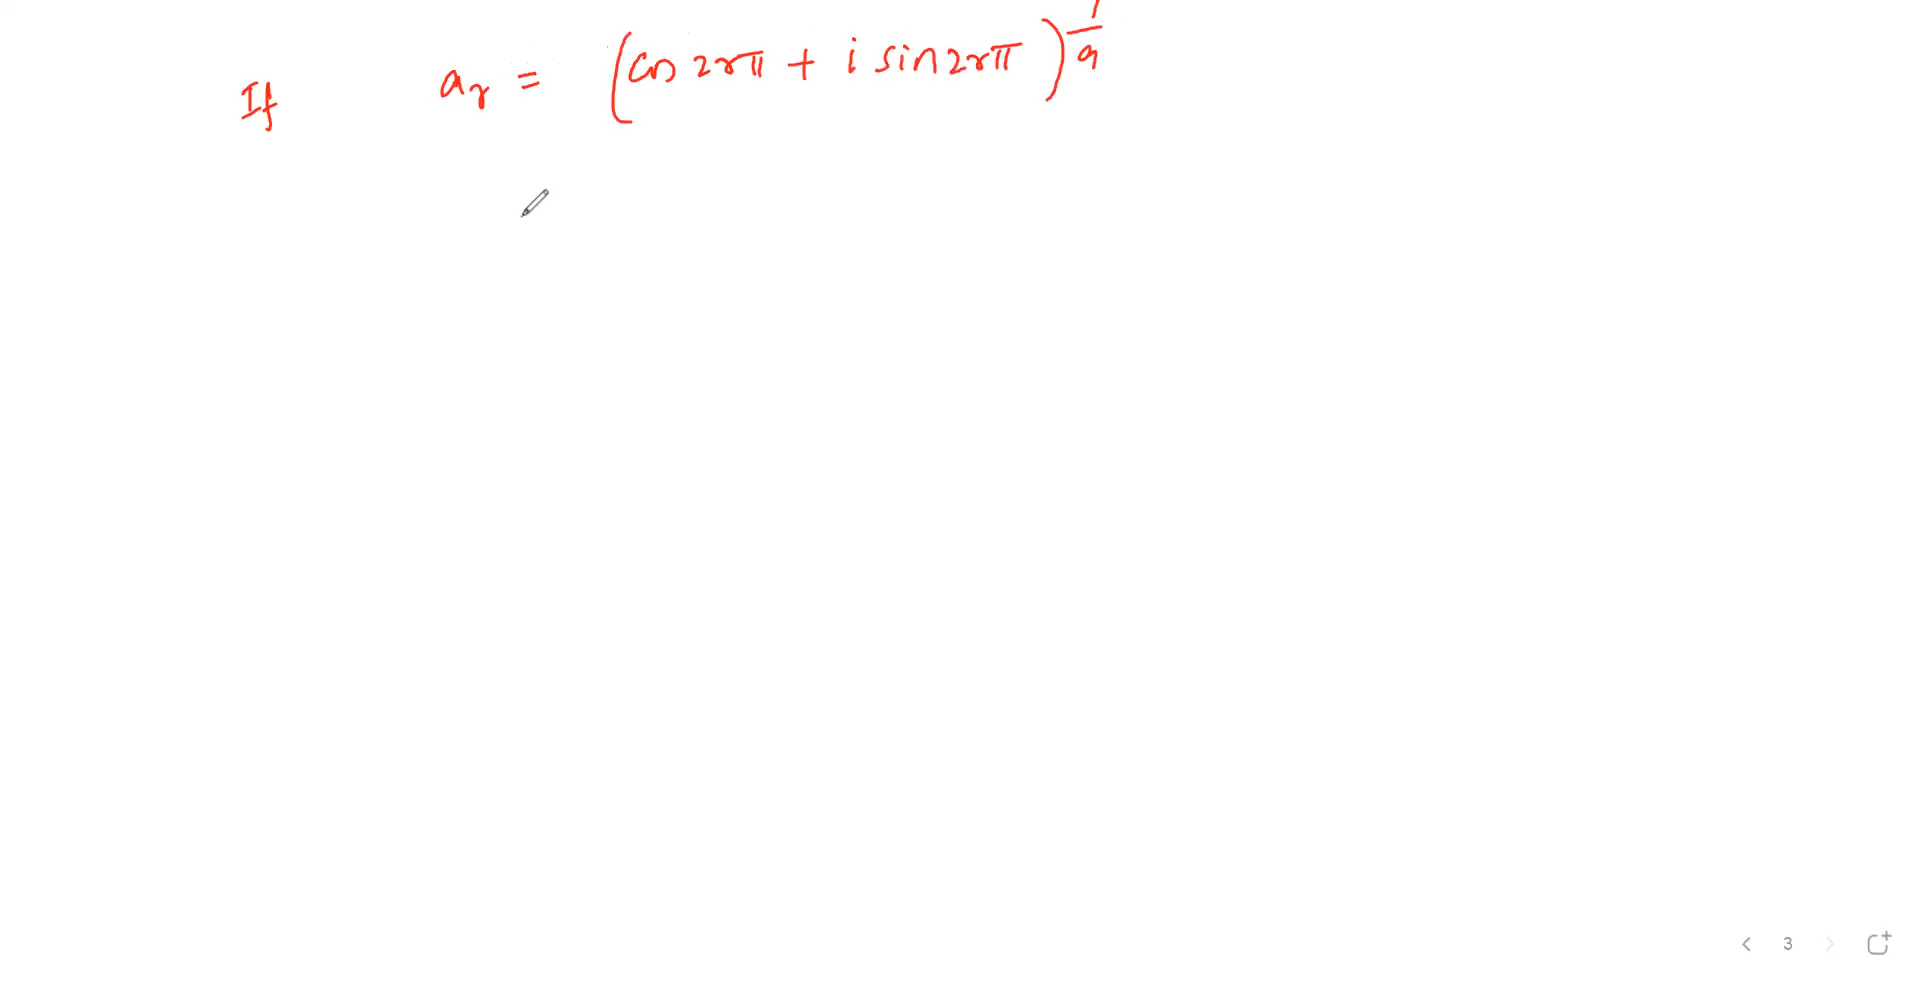 If a_r = (cos 2rπ + i sin 2rπ)^{1/9}
3